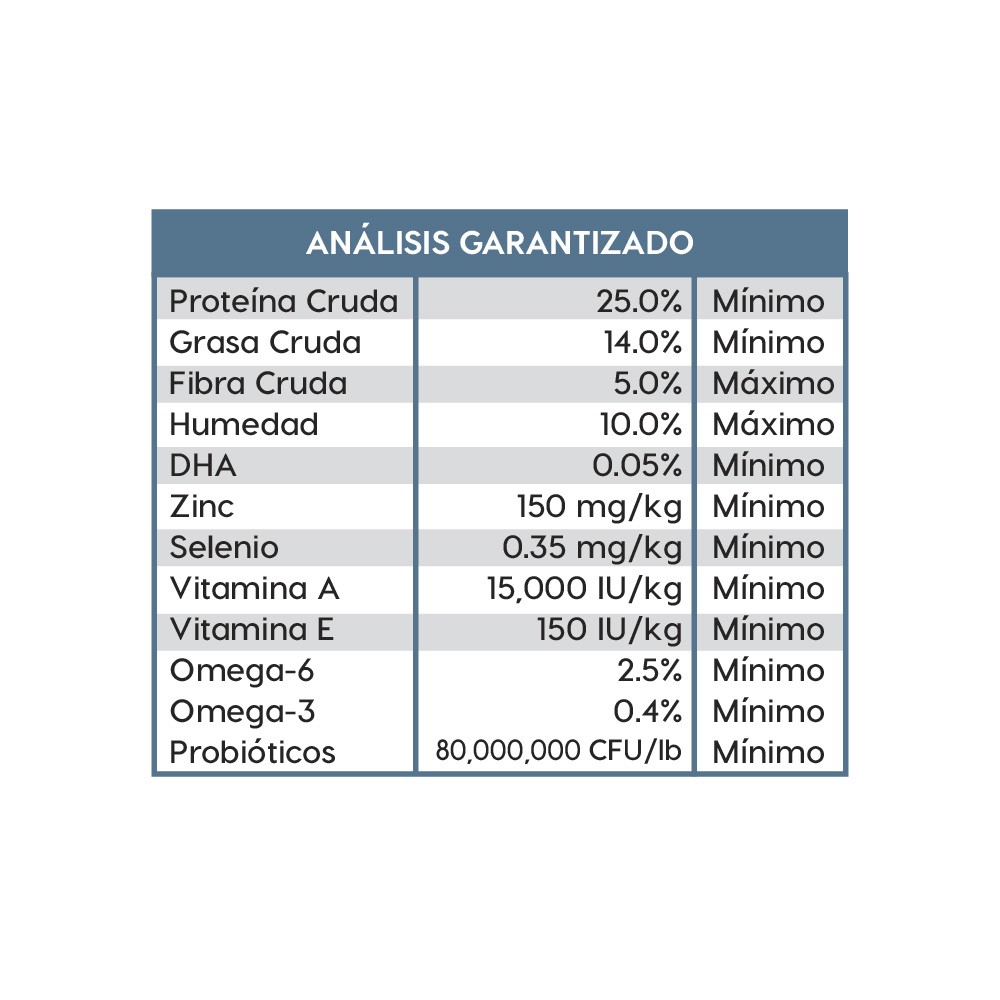 ANÁLISIS GARANTIZADO
Proteína Cruda 25.0% Mínimo
Grasa Cruda 14.0% Mínimo
Fibra Cruda 5.0% Máximo
Humedad 10.0% Máximo
DHA 0.05% Mínimo
Zinc 150 mg/kg Mínimo
Selenio 0.35 mg/kg Mínimo
Vitamina A 15,000 IU/kg Mínimo
Vitamina E 150 IU/kg Mínimo
Omega-6 2.5% Mínimo
Omega-3 0.4% Mínimo
Probióticos 80,000,000 CFU/lb Mínimo